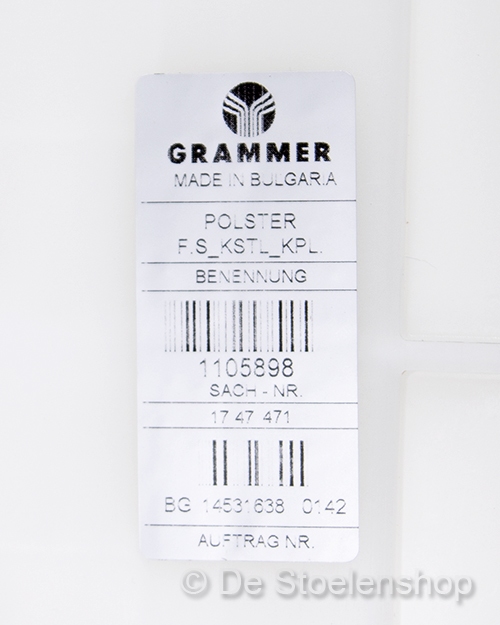 GRAMMER
MADE IN BULGARIA
POLSTER
F.S_KSTL_KPL.
BENENNUNG
1105898
SACH - NR.
17 47 471
BG 14531638 0142
AUFTRAG NR.
© De Stoelenshop